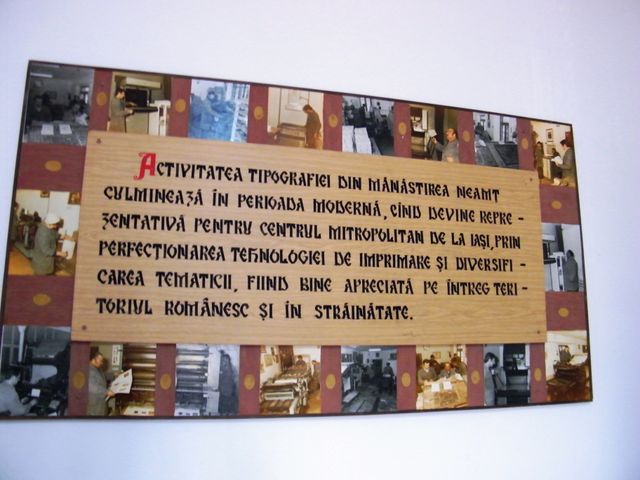 ACTIVITATEA TIPOGRAFIEI DIN MÂNĂSTIREA NEAMȚ
CULMINEAZĂ ÎN PERIOADA MODERNĂ, CÎND DEVINE REPRE-
ZENTATIVĂ PENTRU CENTRUL MITROPOLITAN DE LA IAȘI, PRIN
PERFECȚIONAREA TEHNOLOGIEI DE IMPRIMARE ȘI DIVERSIFI-
CAREA TEMATICII, FIIND BINE APRECIATĂ PE ÎNTREG TERI-
TORIUL ROMÂNESC ȘI ÎN STRĂINĂTATE.